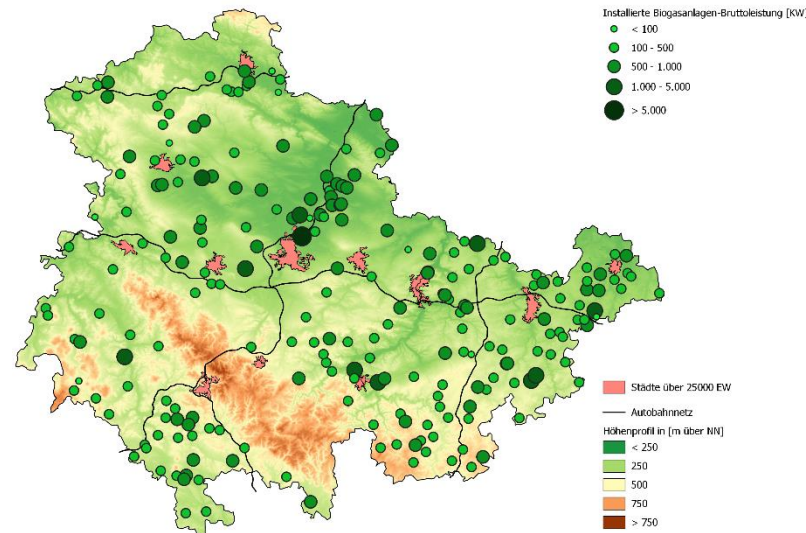 Installierte Biogasanlagen-Bruttoleistung [KW]
< 100
100 - 500
500 - 1.000
1.000 - 5.000
> 5.000
Städte über 25000 EW
Autobahnnetz
Höhenprofil in [m über NN]
< 250
250
500
750
> 750